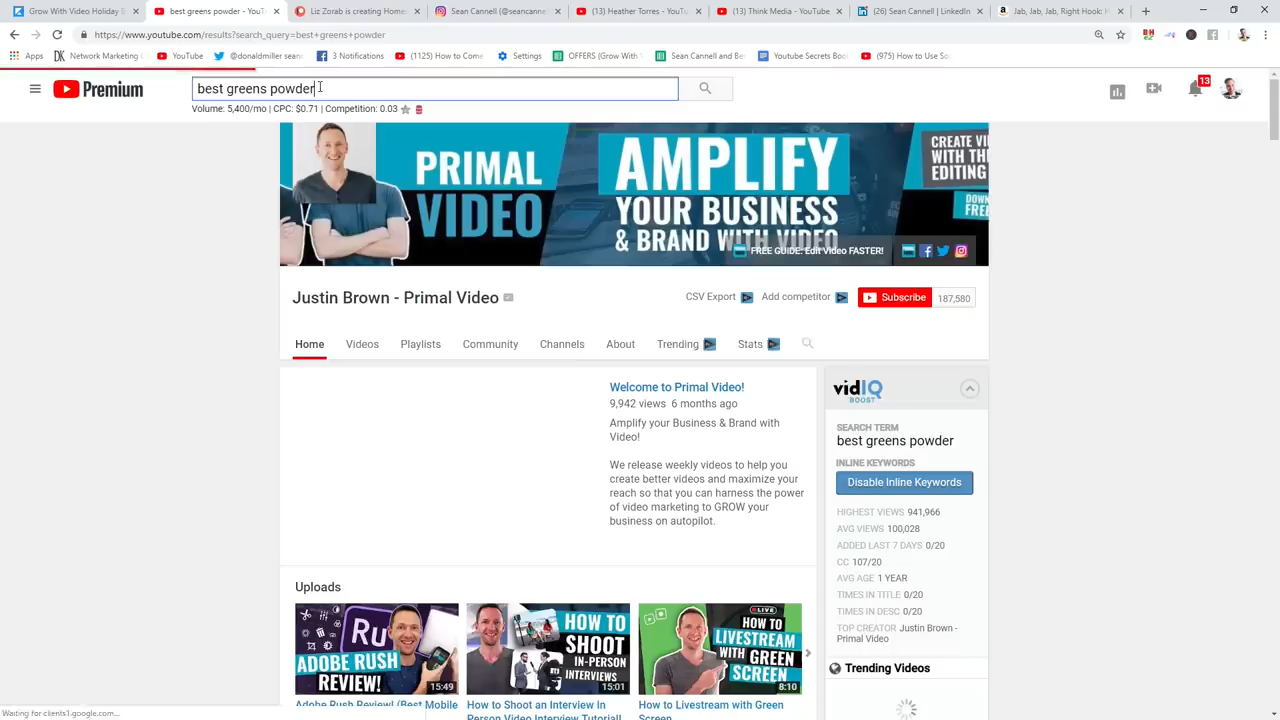 Grow With Video Holiday B
best greens powder - YouT
Liz Zorab is creating Home
Sean Cannell (@seancanne
(13) Heather Torres - YouTu
(13) Think Media - YouTube
(26) Sean Cannell | LinkedIn
Jab, Jab, Jab, Right Hook: H
https://www.youtube.com/results?search_query=best+greens+powder
Apps
Network Marketing
YouTube
@donaldmiller seanc
3 Notifications
(1125) How to Come
Settings
OFFERS (Grow With
Sean Cannell and Be
Youtube Secrets Boo
(975) How to Use So
Premium
best greens powder
13
Volume: 5,400/mo | CPC: $0.71 | Competition: 0.03
PRIMAL
VIDEO
AMPLIFY
YOUR BUSINESS
& BRAND WITH VIDEO
CREATE VI
WITH THE
EDITING
DOWN
FREE
FREE GUIDE: Edit Video FASTER!
Justin Brown - Primal Video
CSV Export
Add competitor
Subscribe
187,580
Home
Videos
Playlists
Community
Channels
About
Trending
Stats
Welcome to Primal Video!
9,942 views 6 months ago
Amplify your Business & Brand with
Video!
We release weekly videos to help you
create better videos and maximize your
reach so that you can harness the power
of video marketing to GROW your
business on autopilot.
vidIQ
BOOST
SEARCH TERM
best greens powder
INLINE KEYWORDS
Disable Inline Keywords
HIGHEST VIEWS 941,966
AVG VIEWS 100,028
ADDED LAST 7 DAYS 0/20
CC 107/20
AVG AGE 1 YEAR
TIMES IN TITLE 0/20
TIMES IN DESC 0/20
TOP CREATOR Justin Brown -
Primal Video
Trending Videos
Uploads
Ru
ADOBE RUSH
REVIEW!
15:49
HOW TO
SHOOT
IN-PERSON
INTERVIEWS
15:01
LIVE
HOW TO
LIVESTREAM
WITH GREEN
SCREEN
8:10
Adobe Rush Review! (Best Mobile
How to Shoot an Interview In
Person Video Interview Tutorial!
How to Livestream with Green
Screen
Waiting for clients1.google.com...